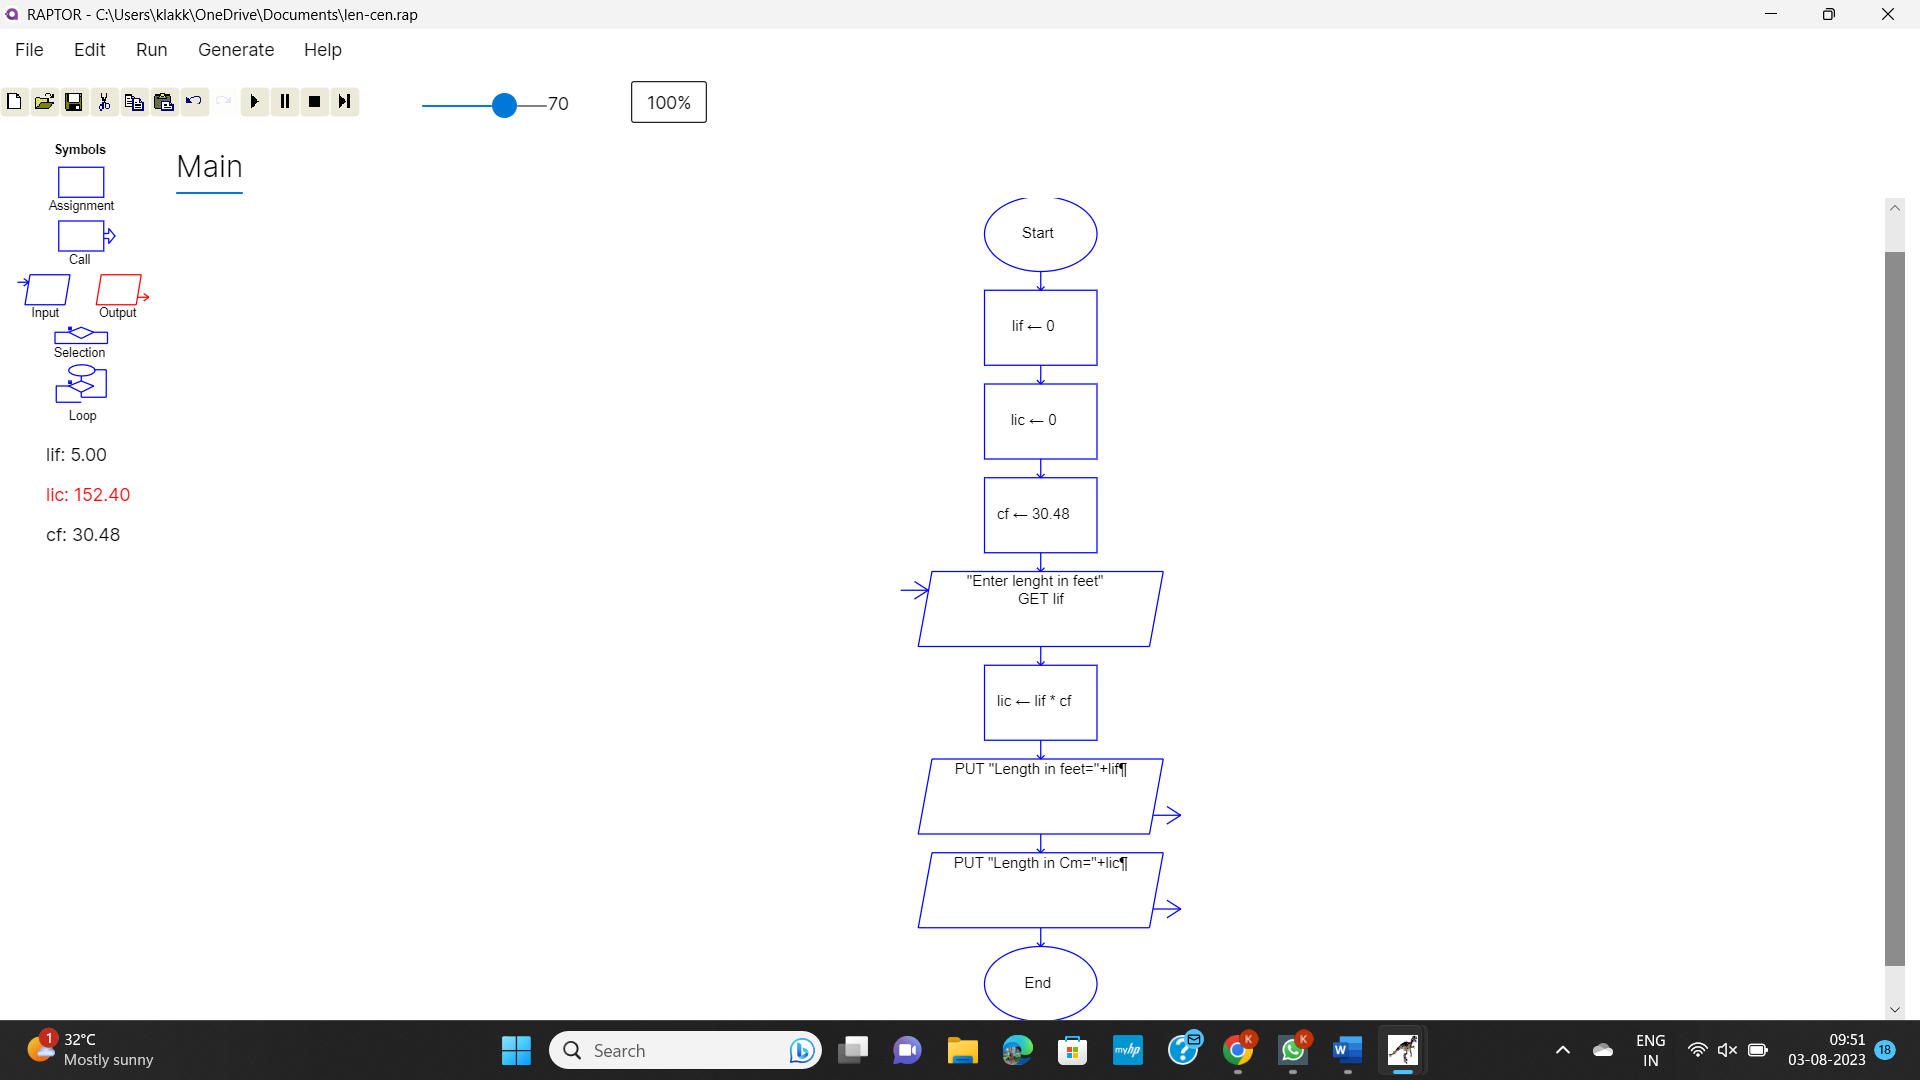 RAPTOR - C:\Users\klakk\OneDrive\Documents\len-cen.rap
File Edit Run Generate Help
70
100%
Symbols
Assignment
Call
Input Output
Selection
Loop
lif: 5.00
lic: 152.40
cf: 30.48
Main
Start
lif ← 0
lic ← 0
cf ← 30.48
"Enter lenght in feet"
GET lif
lic ← lif * cf
PUT "Length in feet="+lif¶
PUT "Length in Cm="+lic¶
End
1
32°C
Mostly sunny
Search
myhp
K
K
W
ENG
IN
09:51
03-08-2023
18